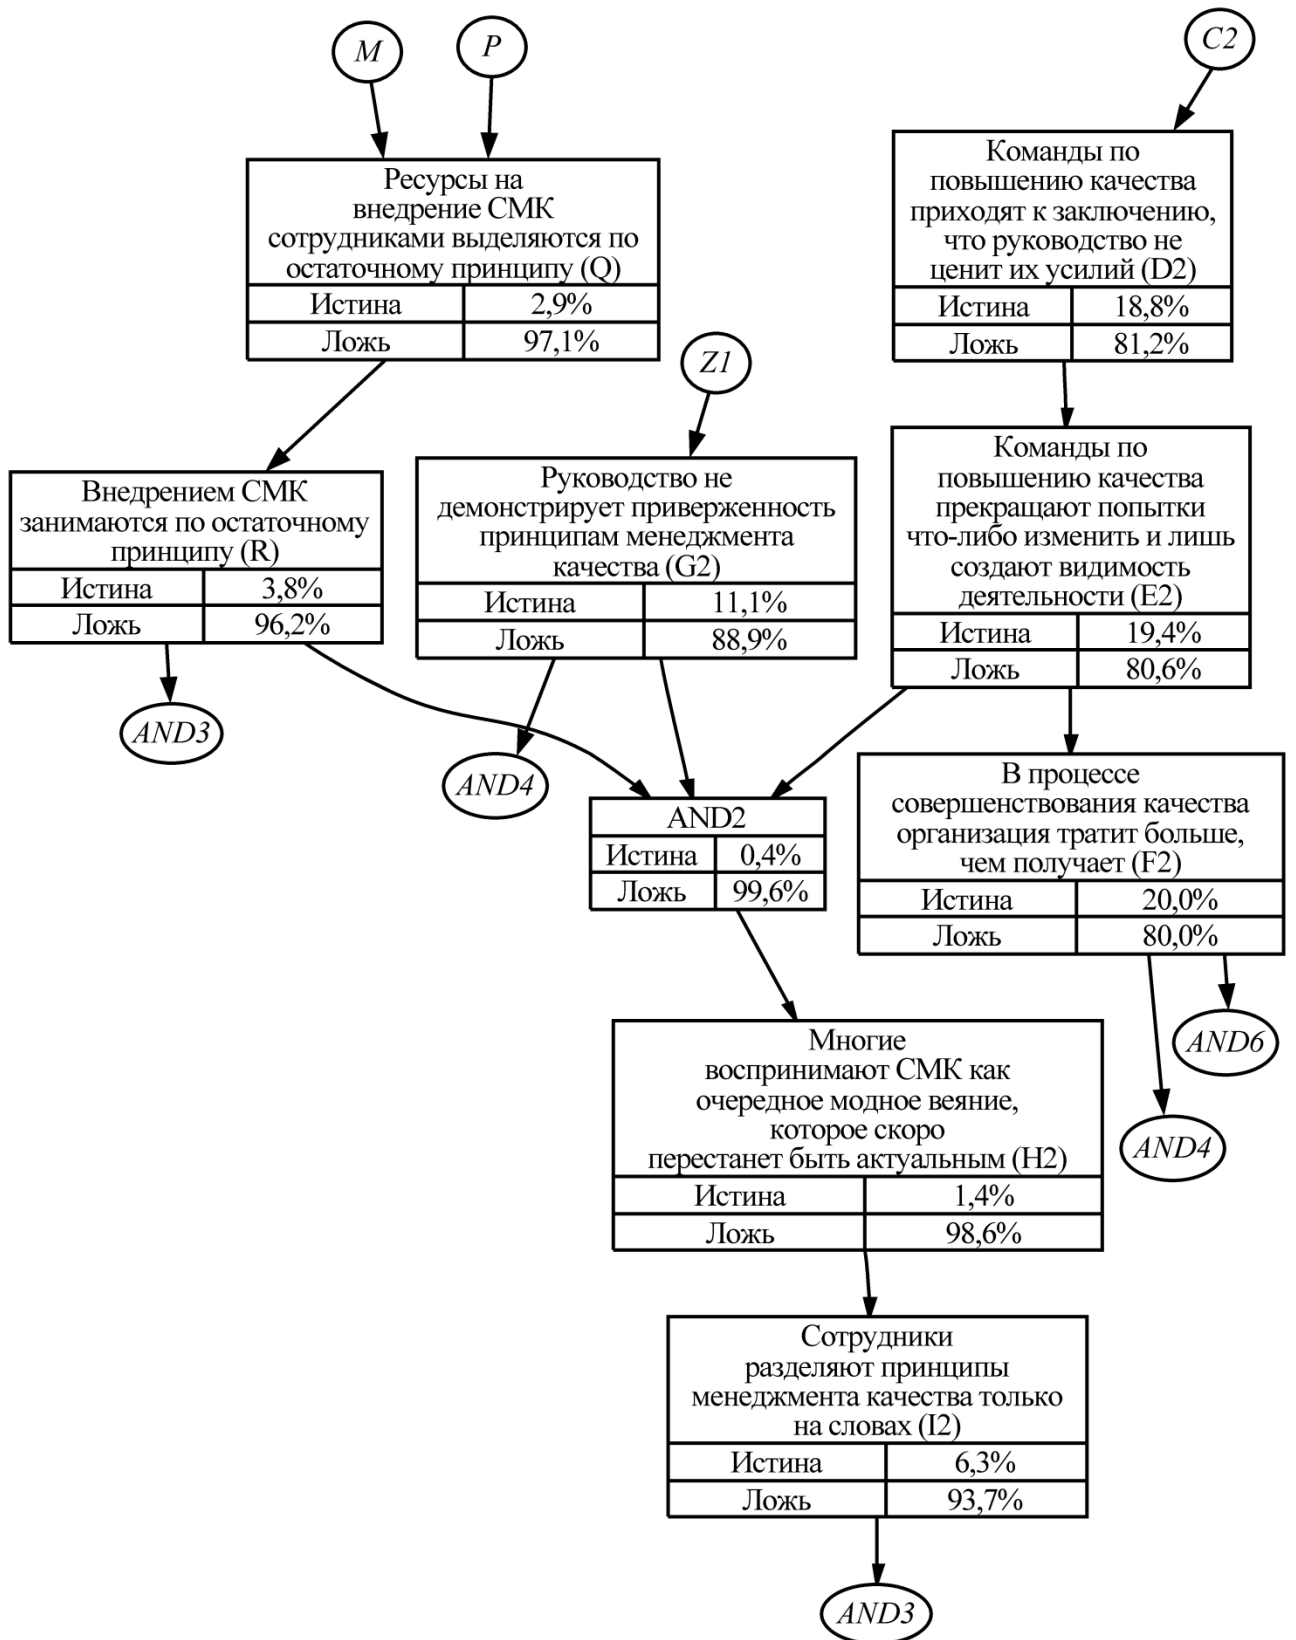 M
P
C2
Ресурсы на
внедрение СМК
сотрудниками выделяются по
остаточному принципу (Q)
Истина 2,9%
Ложь 97,1%
Команды по
повышению качества
приходят к заключению,
что руководство не
ценит их усилий (D2)
Истина 18,8%
Ложь 81,2%
Z1
Внедрением СМК
занимаются по остаточному
принципу (R)
Истина 3,8%
Ложь 96,2%
Руководство не
демонстрирует приверженность
принципам менеджмента
качества (G2)
Истина 11,1%
Ложь 88,9%
Команды по
повышению качества
прекращают попытки
что-либо изменить и лишь
создают видимость
деятельности (E2)
Истина 19,4%
Ложь 80,6%
AND3
AND4
AND2
Истина 0,4%
Ложь 99,6%
В процессе
совершенствования качества
организация тратит больше,
чем получает (F2)
Истина 20,0%
Ложь 80,0%
AND6
AND4
Многие
воспринимают СМК как
очередное модное веяние,
которое скоро
перестанет быть актуальным (H2)
Истина 1,4%
Ложь 98,6%
Сотрудники
разделяют принципы
менеджмента качества только
на словах (I2)
Истина 6,3%
Ложь 93,7%
AND3